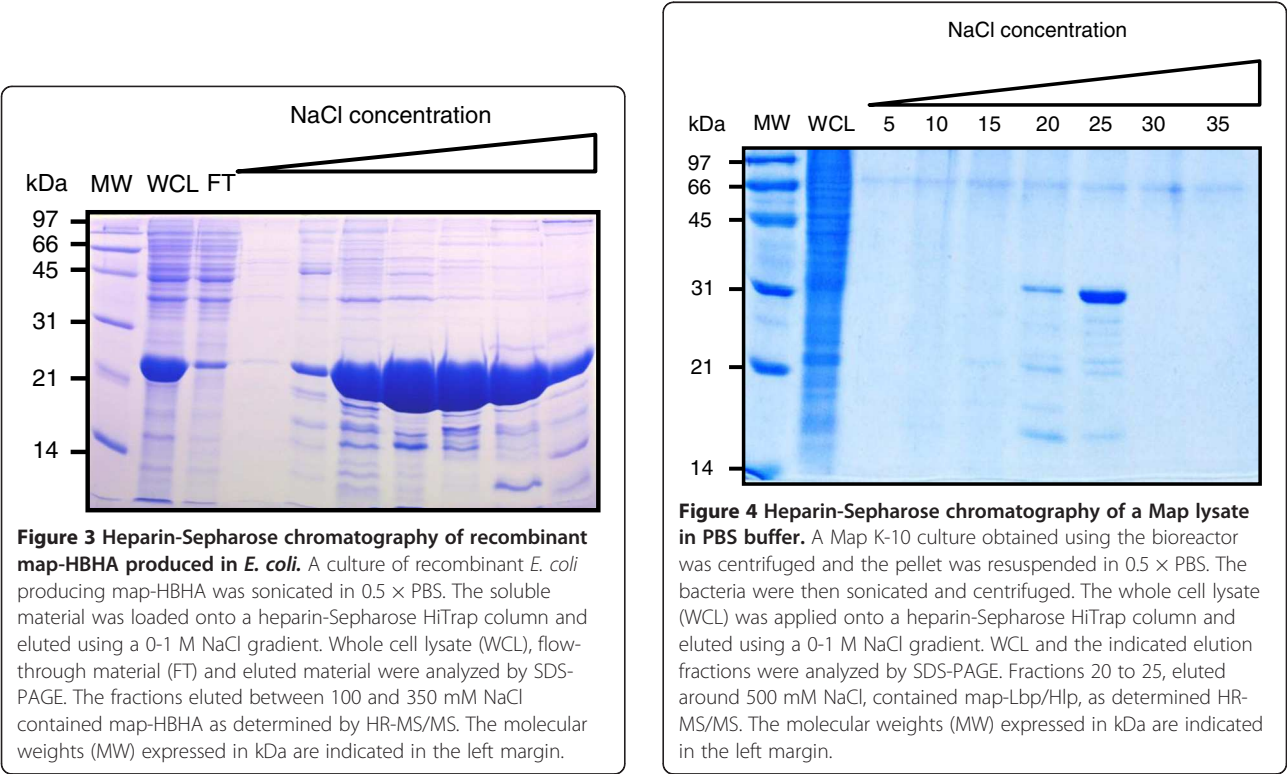 NaCl concentration
kDa MW WCL FT
97
66
45
31
21
14
Figure 3 Heparin-Sepharose chromatography of recombinant
map-HBHA produced in E. coli. A culture of recombinant E. coli
producing map-HBHA was sonicated in 0.5 × PBS. The soluble
material was loaded onto a heparin-Sepharose HiTrap column and
eluted using a 0-1 M NaCl gradient. Whole cell lysate (WCL), flow-
through material (FT) and eluted material were analyzed by SDS-
PAGE. The fractions eluted between 100 and 350 mM NaCl
contained map-HBHA as determined by HR-MS/MS. The molecular
weights (MW) expressed in kDa are indicated in the left margin.
NaCl concentration
kDa MW WCL 5 10 15 20 25 30 35
97
66
45
31
21
14
Figure 4 Heparin-Sepharose chromatography of a Map lysate
in PBS buffer. A Map K-10 culture obtained using the bioreactor
was centrifuged and the pellet was resuspended in 0.5 × PBS. The
bacteria were then sonicated and centrifuged. The whole cell lysate
(WCL) was applied onto a heparin-Sepharose HiTrap column and
eluted using a 0-1 M NaCl gradient. WCL and the indicated elution
fractions were analyzed by SDS-PAGE. Fractions 20 to 25, eluted
around 500 mM NaCl, contained map-Lbp/Hlp, as determined HR-
MS/MS. The molecular weights (MW) expressed in kDa are indicated
in the left margin.